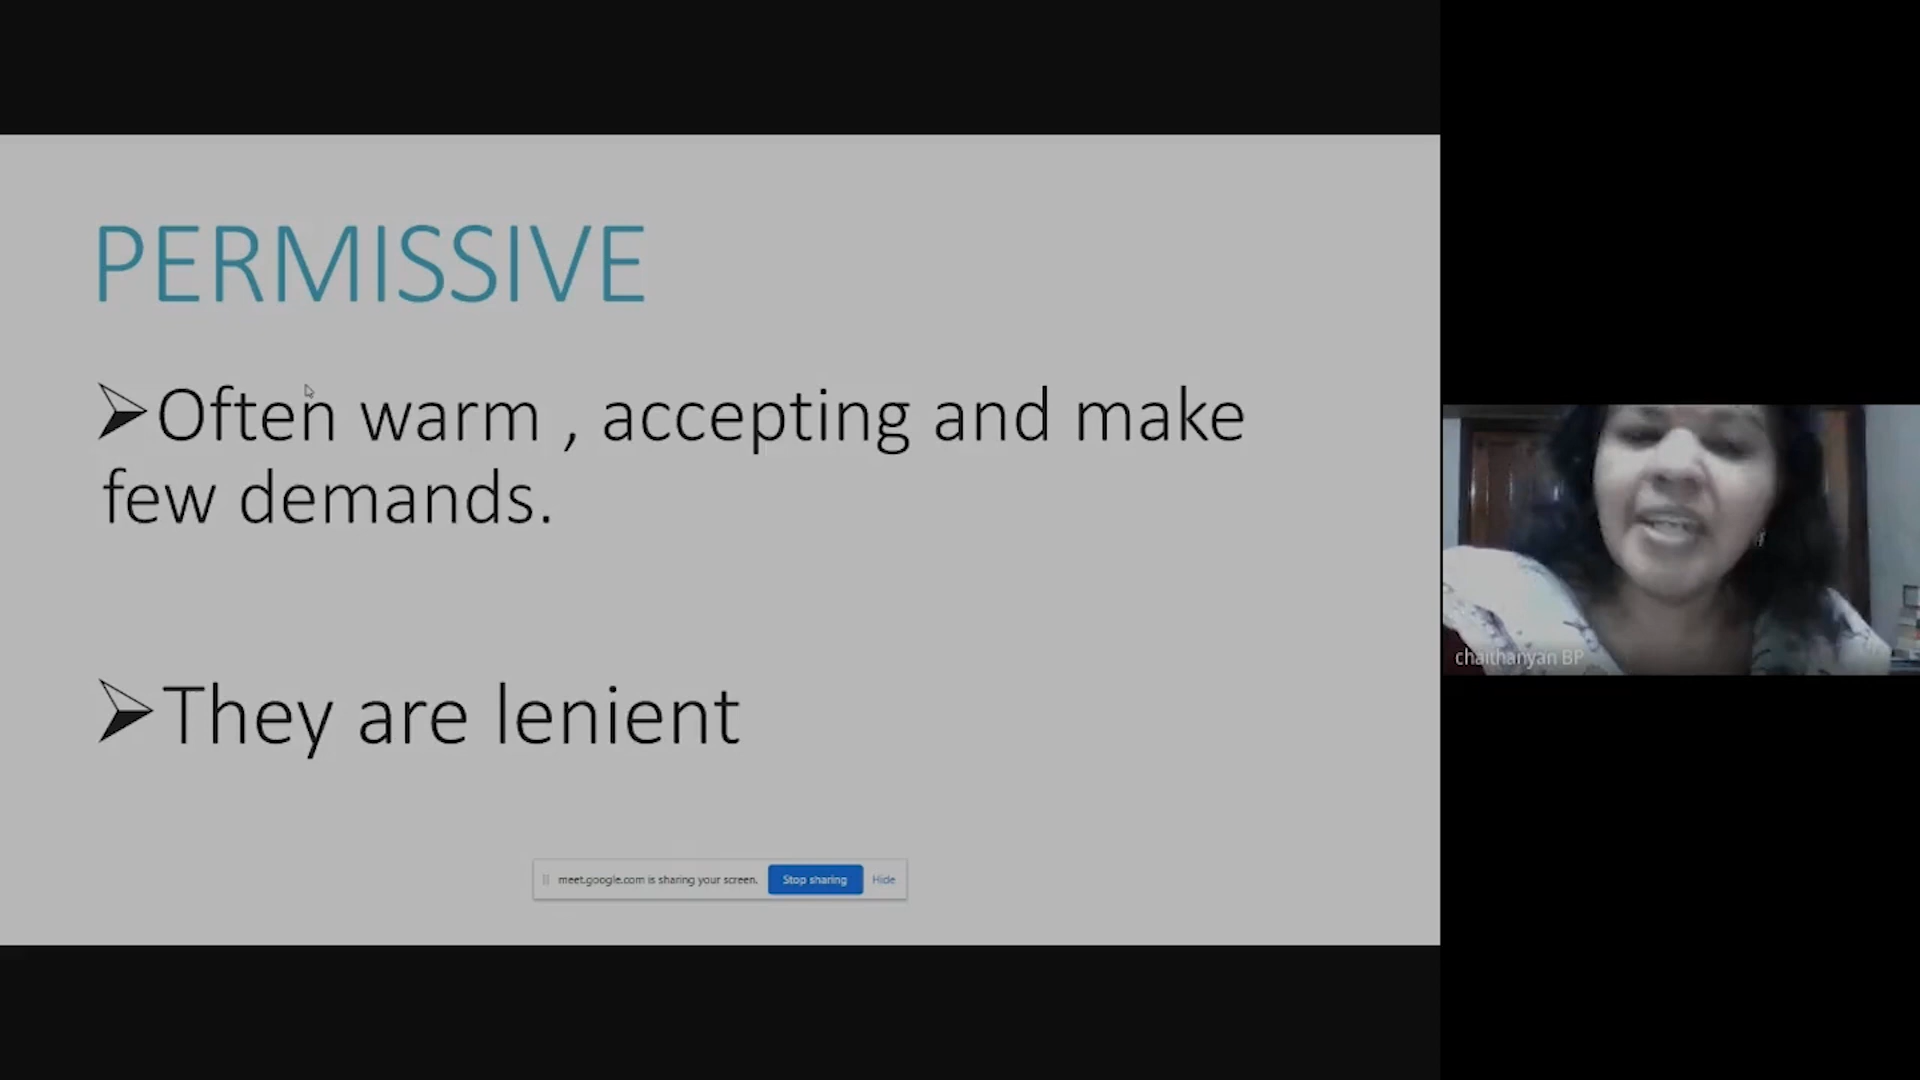 PERMISSIVE
Often warm , accepting and make
few demands.
They are lenient
meet.google.com is sharing your screen. Stop sharing Hide
chaithanyan BP